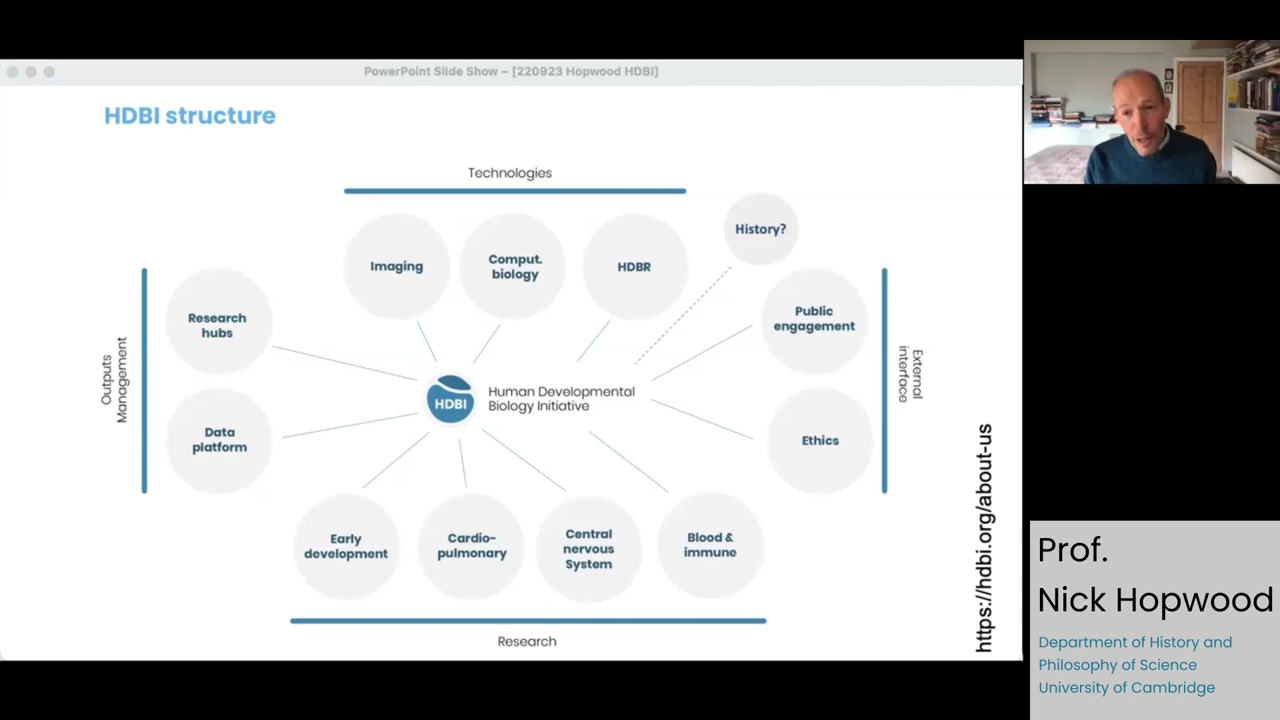 PowerPoint Slide Show – [220923 Hopwood HDBI]
HDBI structure
Technologies
Imaging
Comput.
biology
HDBR
History?
Research
hubs
Public
engagement
Outputs
Management
External
interface
HDBI
Human Developmental
Biology Initiative
Data
platform
Ethics
Early
development
Cardio-
pulmonary
Central
nervous
System
Blood &
immune
Research
https://hdbi.org/about-us
Prof.
Nick Hopwood
Department of History and
Philosophy of Science
University of Cambridge